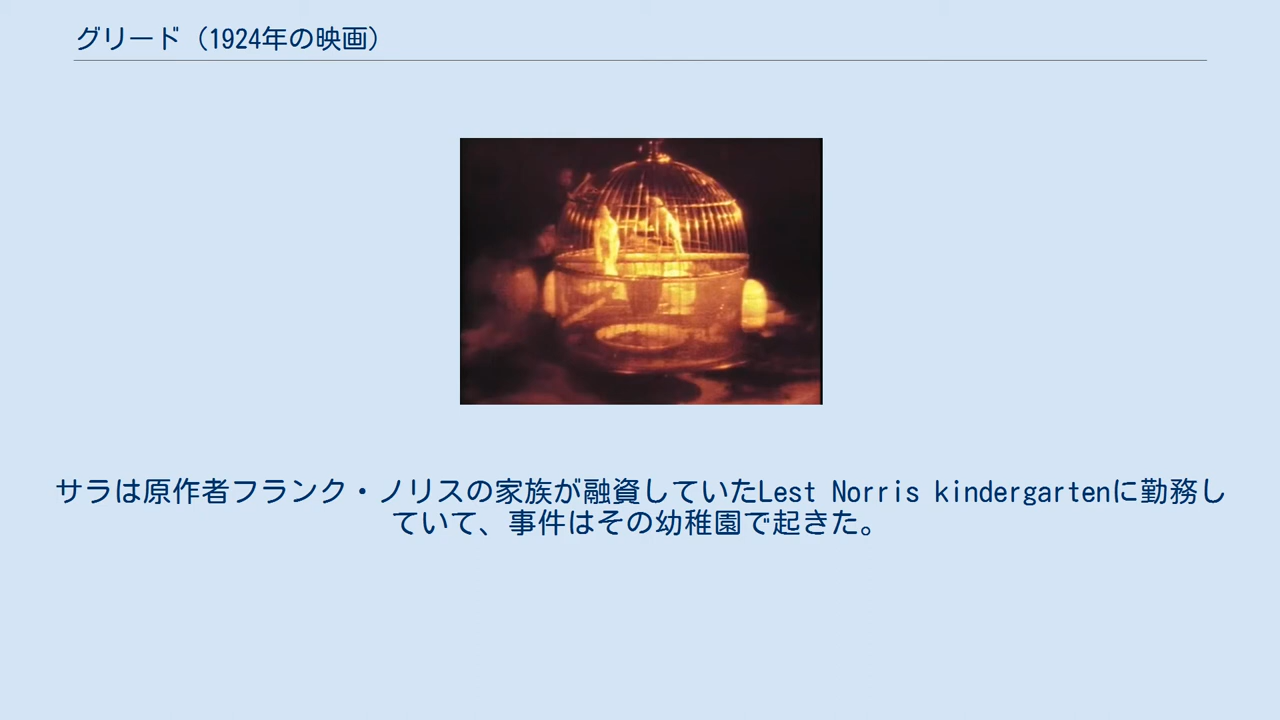 グリード（1924年の映画）
サラは原作者フランク・ノリスの家族が融資していたLest Norris kindergartenに勤務し
ていて、事件はその幼稚園で起きた。